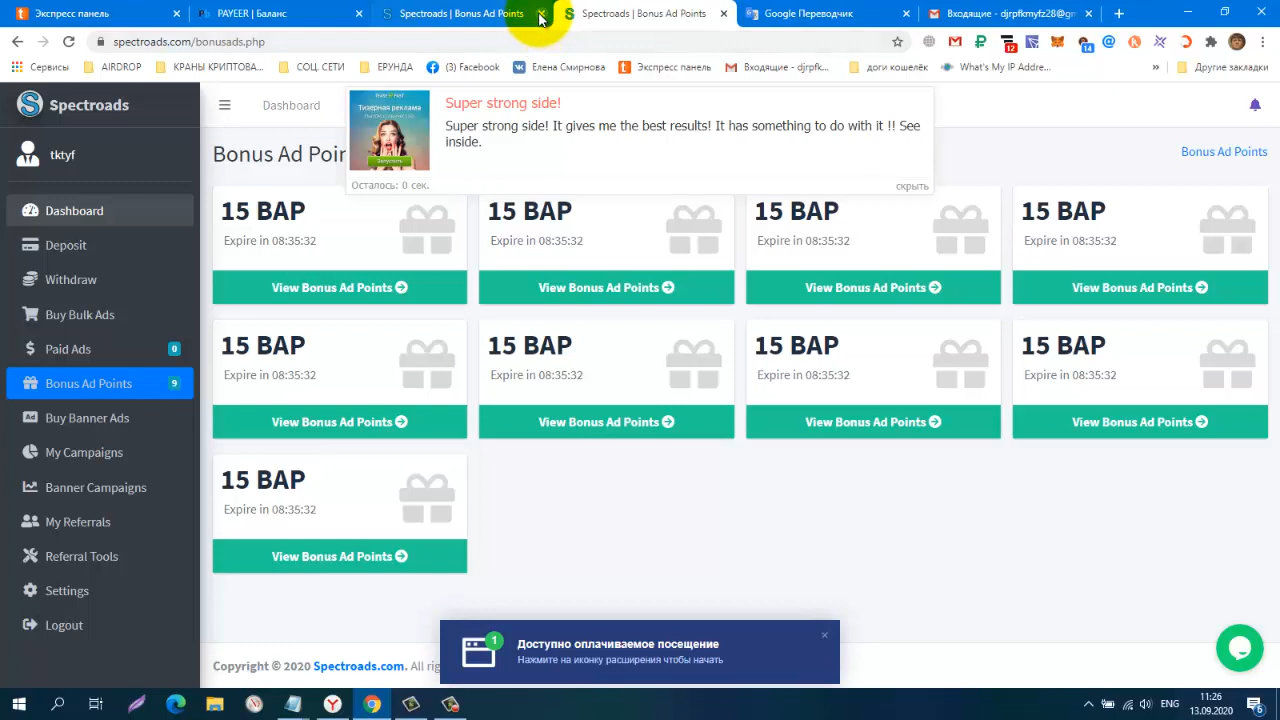 Экспресс панель
PAYEER | Баланс
Spectroads | Bonus Ad Points
Spectroads | Bonus Ad Points
Google Переводчик
Входящие - djrpfkmyfz28@gm
spectroads.com/bonusads.php
12
14
Сервисы
AIRDROP
КРАНЫ КРИПТОВА...
СОЦ. СЕТИ
ЕРУНДА
(3) Facebook
Елена Смирнова
Экспресс панель
Входящие - djrpfk...
доги кошелёк
What's My IP Addre...
»
Другие закладки
Spectroads
Dashboard
Тизерная реклама
Запустить
Super strong side!
Super strong side! It gives me the best results! It has something to do with it !! See
inside.
Осталось: 0 сек.
скрыть
tktyf
Bonus Ad Poin
Bonus Ad Points
Dashboard
Deposit
Withdraw
Buy Bulk Ads
Paid Ads 0
Bonus Ad Points 9
Buy Banner Ads
My Campaigns
Banner Campaigns
My Referrals
Referral Tools
Settings
Logout
15 BAP
Expire in 08:35:32
View Bonus Ad Points
15 BAP
Expire in 08:35:32
View Bonus Ad Points
15 BAP
Expire in 08:35:32
View Bonus Ad Points
15 BAP
Expire in 08:35:32
View Bonus Ad Points
15 BAP
Expire in 08:35:32
View Bonus Ad Points
15 BAP
Expire in 08:35:32
View Bonus Ad Points
15 BAP
Expire in 08:35:32
View Bonus Ad Points
15 BAP
Expire in 08:35:32
View Bonus Ad Points
15 BAP
Expire in 08:35:32
View Bonus Ad Points
1
Доступно оплачиваемое посещение
Нажмите на иконку расширения чтобы начать
Copyright © 2020 Spectroads.com. All rig
ENG
11:26
13.09.2020
6